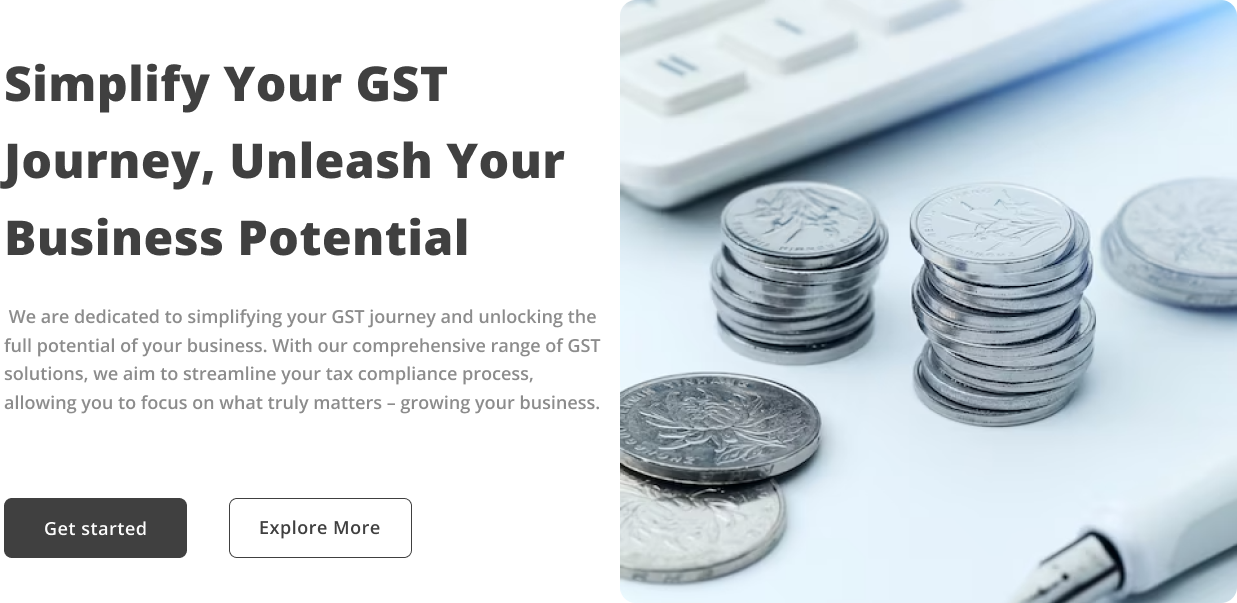 Simplify Your GST
Journey, Unleash Your
Business Potential
We are dedicated to simplifying your GST journey and unlocking the
full potential of your business. With our comprehensive range of GST
solutions, we aim to streamline your tax compliance process,
allowing you to focus on what truly matters – growing your business.
Get started
Explore More